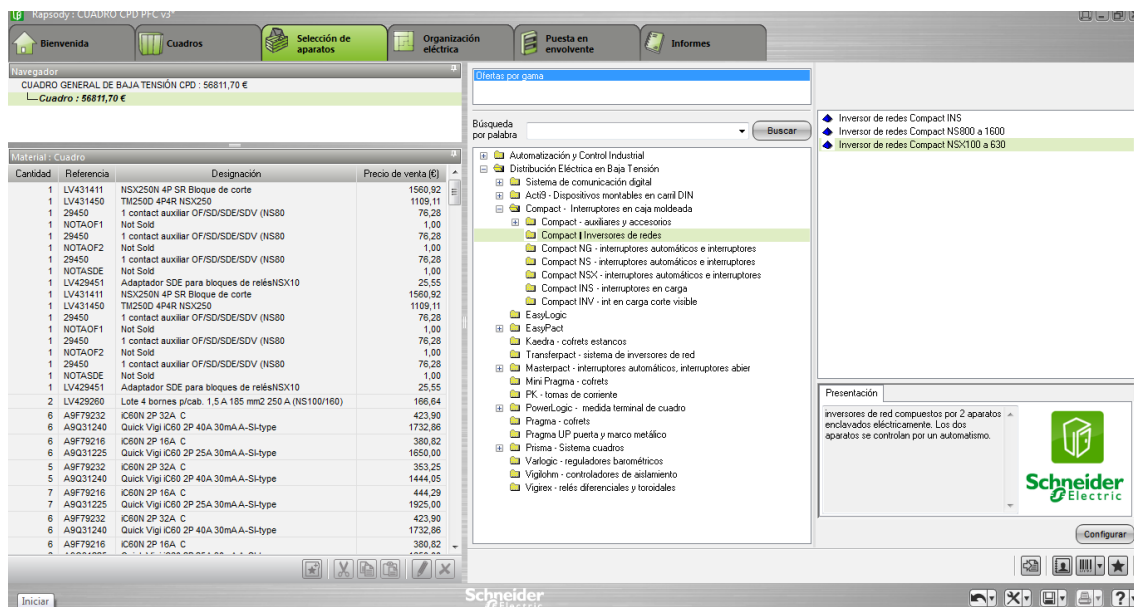 Rapsody : CUADRO CPD PFC v3*
Bienvenida
Cuadros
Selección de
aparatos
Organización
eléctrica
Puesta en
envolvente
Informes
Navegador
CUADRO GENERAL DE BAJA TENSIÓN CPD : 56811,70 €
Cuadro : 56811,70 €
Material : Cuadro
Cantidad Referencia Designación Precio de venta (€)
1 LV431411 NSX250N 4P SR Bloque de corte 1560,92
1 LV431450 TM250D 4P4R NSX250 1109,11
1 29450 1 contact auxiliar OF/SD/SDE/SDV (NS80 76,28
1 NOTAOF1 Not Sold 1,00
1 29450 1 contact auxiliar OF/SD/SDE/SDV (NS80 76,28
1 NOTAOF2 Not Sold 1,00
1 29450 1 contact auxiliar OF/SD/SDE/SDV (NS80 76,28
1 NOTASDE Not Sold 1,00
1 LV429451 Adaptador SDE para bloques de relésNSX10 25,55
1 LV431411 NSX250N 4P SR Bloque de corte 1560,92
1 LV431450 TM250D 4P4R NSX250 1109,11
1 29450 1 contact auxiliar OF/SD/SDE/SDV (NS80 76,28
1 NOTAOF1 Not Sold 1,00
1 29450 1 contact auxiliar OF/SD/SDE/SDV (NS80 76,28
1 NOTAOF2 Not Sold 1,00
1 29450 1 contact auxiliar OF/SD/SDE/SDV (NS80 76,28
1 NOTASDE Not Sold 1,00
1 LV429451 Adaptador SDE para bloques de relésNSX10 25,55
2 LV429260 Lote 4 bornes p/cab. 1,5 A 185 mm2 250 A (NS100/160) 166,64
6 A9F79232 iC60N 2P 32A C 423,90
6 A9Q31240 Quick Vigi iC60 2P 40A 30mA A-SI-type 1732,86
6 A9F79216 iC60N 2P 16A C 380,82
6 A9Q31225 Quick Vigi iC60 2P 25A 30mA A-SI-type 1650,00
5 A9F79232 iC60N 2P 32A C 353,25
5 A9Q31240 Quick Vigi iC60 2P 40A 30mA A-SI-type 1444,05
7 A9F79216 iC60N 2P 16A C 444,29
7 A9Q31225 Quick Vigi iC60 2P 25A 30mA A-SI-type 1925,00
6 A9F79232 iC60N 2P 32A C 423,90
6 A9Q31240 Quick Vigi iC60 2P 40A 30mA A-SI-type 1732,86
6 A9F79216 iC60N 2P 16A C 380,82
Ofertas por gama
Búsqueda
por palabra
Buscar
Automatización y Control Industrial
Distribución Eléctrica en Baja Tensión
Sistema de comunicación digital
Acti9 - Dispositivos montables en carril DIN
Compact - Interruptores en caja moldeada
Compact - auxiliares y accesorios
Compact | Inversores de redes
Compact NG - interruptores automáticos e interruptores
Compact NS - interruptores automáticos e interruptores
Compact NSX - interruptores automáticos e interruptores
Compact INS - interruptores en carga
Compact INV - int en carga corte visible
EasyLogic
EasyPact
Kaedra - cofrets estancos
Transferpact - sistema de inversores de red
Masterpact - interruptores automáticos, interruptores abier
Mini Pragma - cofrets
PK - tomas de corriente
PowerLogic - medida terminal de cuadro
Pragma - cofrets
Pragma UP puerta y marco metálico
Prisma - Sistema cuadros
Varlogic - reguladores barométricos
Vigilohm - controladores de aislamiento
Vigirex - relés diferenciales y toroidales
Inversor de redes Compact INS
Inversor de redes Compact NS800 a 1600
Inversor de redes Compact NSX100 a 630
Presentación
inversores de red compuestos por 2 aparatos
enclavados eléctricamente. Los dos
aparatos se controlan por un automatismo.
Schneider
Electric
Configurar
Iniciar
Schneider
Electric